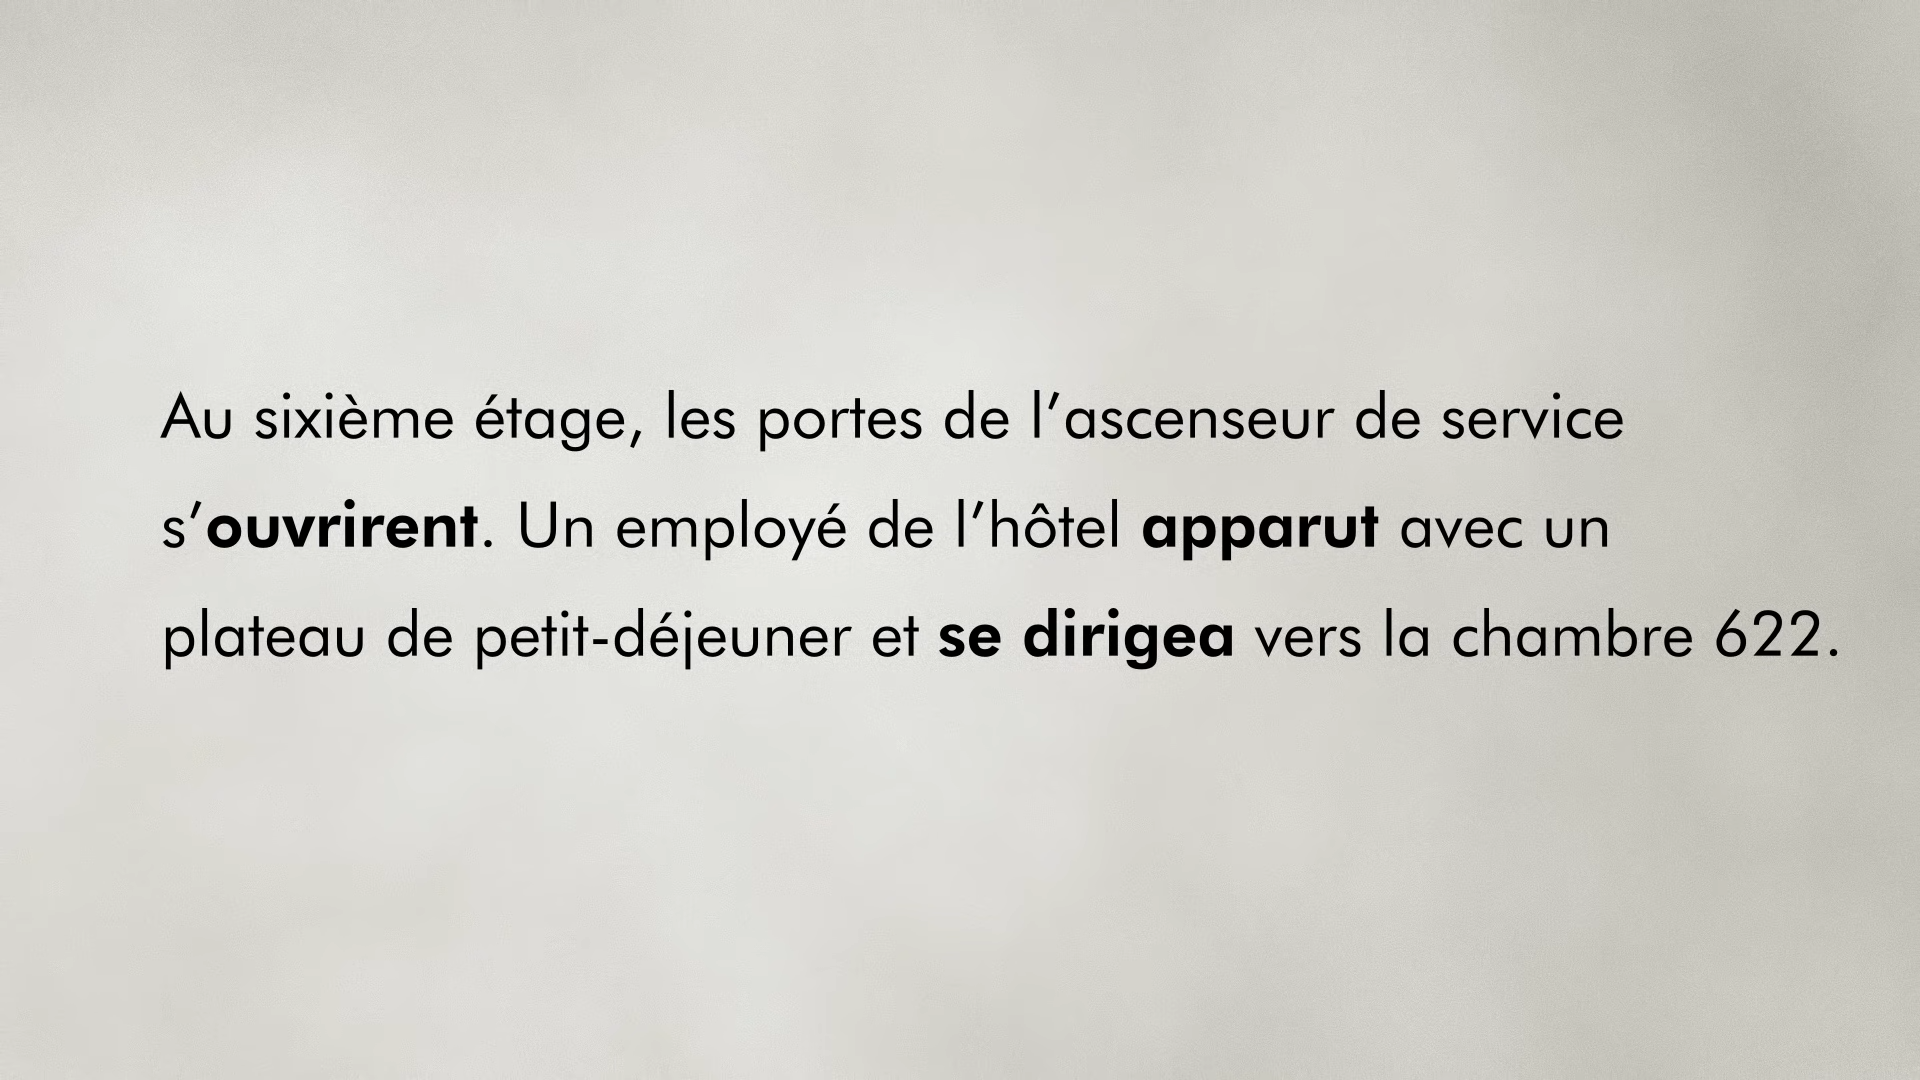 Au sixième étage, les portes de l’ascenseur de service
s’ouvrirent. Un employé de l’hôtel apparut avec un
plateau de petit-déjeuner et se dirigea vers la chambre 622.